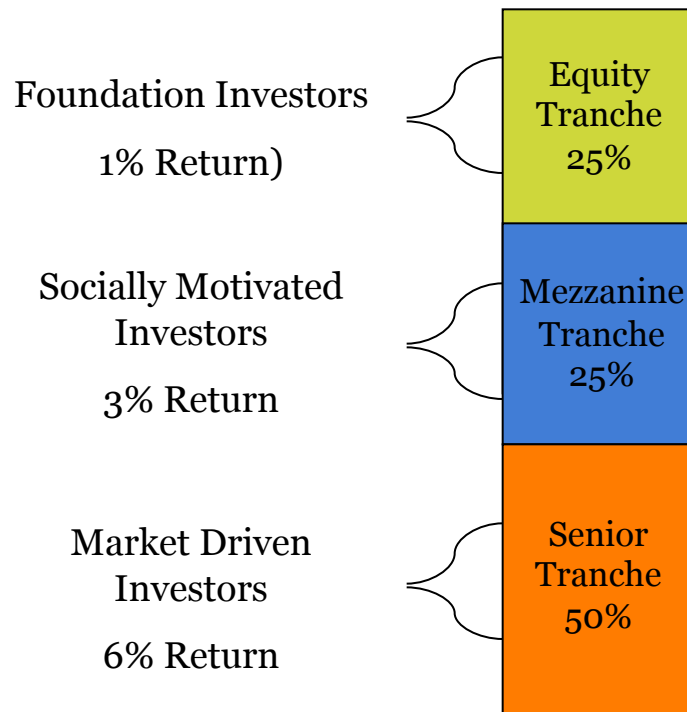 Foundation Investors
1% Return)
Equity
Tranche
25%
Socially Motivated
Investors
3% Return
Mezzanine
Tranche
25%
Market Driven
Investors
6% Return
Senior
Tranche
50%